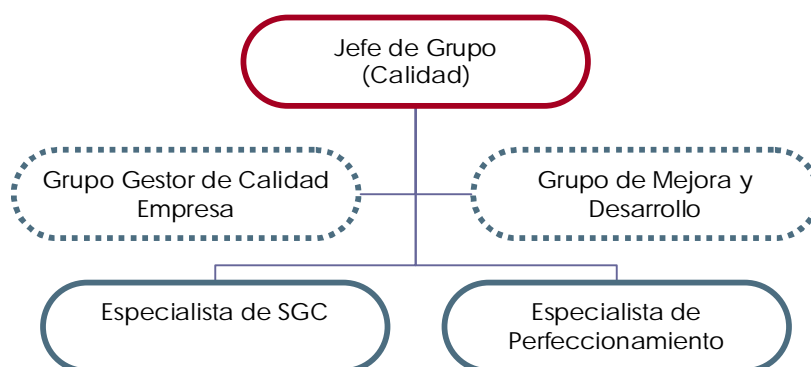 Jefe de Grupo
(Calidad)
Grupo Gestor de Calidad
Empresa
Grupo de Mejora y
Desarrollo
Especialista de SGC
Especialista de
Perfeccionamiento